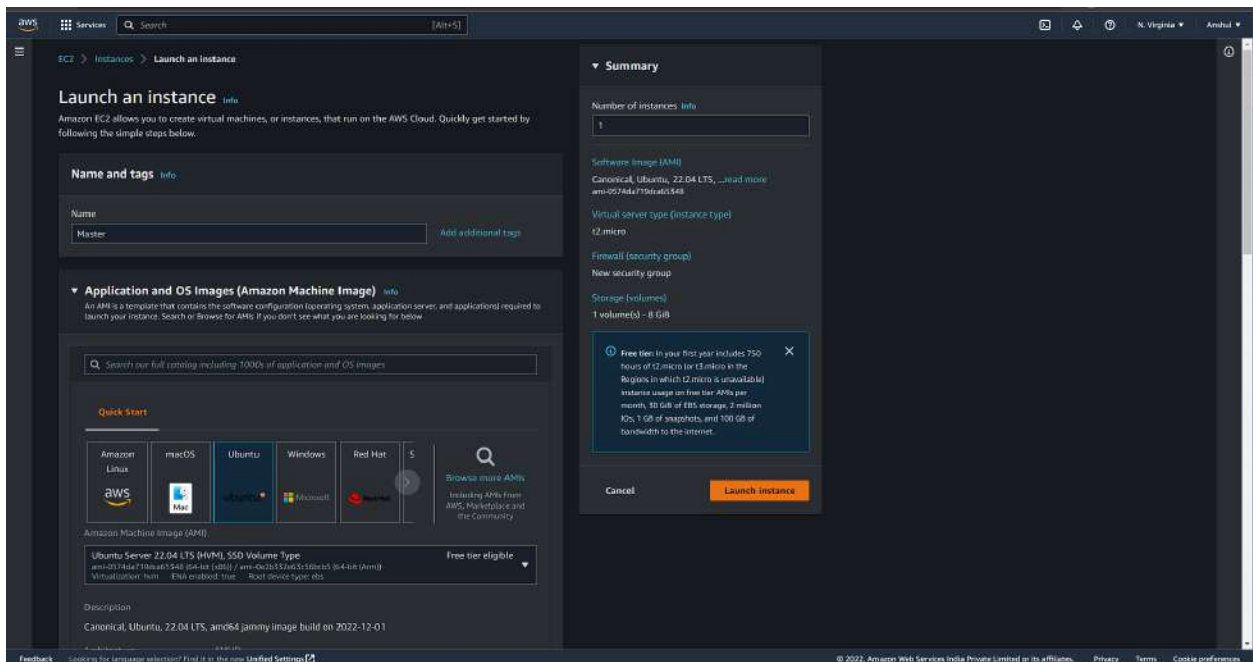 aws
Services
Search
[Alt+S]
N. Virginia
Anshul
EC2 > Instances > Launch an instance
Launch an instance Info
Amazon EC2 allows you to create virtual machines, or instances, that run on the AWS Cloud. Quickly get started by
following the simple steps below.
Name and tags Info
Name
Master
Add additional tags
Application and OS Images (Amazon Machine Image) Info
An AMI is a template that contains the software configuration (operating system, application server, and applications) required to
launch your instance. Search or Browse for AMIs if you don't see what you are looking for below
Search our full catalog including 1000s of application and OS images
Quick Start
Amazon
Linux
aws
macOS
Mac
Ubuntu
ubuntu
Windows
Microsoft
Red Hat
S
Browse more AMIs
Including AMIs from
AWS, Marketplace and
the Community
Amazon Machine Image (AMI)
Ubuntu Server 22.04 LTS (HVM), SSD Volume Type
Free tier eligible
ami-0574da719dca65348 (64-bit (x86)) / (64-bit (Arm))
Virtualization: hvm ENA enabled: true Root device type: ebs
Description
Canonical, Ubuntu, 22.04 LTS, amd64 jammy image build on 2022-12-01
Summary
Number of instances Info
1
Software Image (AMI)
Canonical, Ubuntu, 22.04 LTS, ...read more
ami-0574da719dca65348
Virtual server type (instance type)
t2.micro
Firewall (security group)
New security group
Storage (volumes)
1 volume(s) - 8 GiB
Free tier: In your first year includes 750
hours of t2.micro (or t3.micro in the
Regions in which t2.micro is unavailable)
instance usage on free tier AMIs per
month, 30 GiB of EBS storage, 2 million
IOs, 1 GB of snapshots, and 100 GB of
bandwidth to the internet.
Cancel
Launch instance
Feedback
Looking for language selection? Find it in the new Unified Settings
© 2022, Amazon Web Services India Private Limited or its affiliates.
Privacy
Terms
Cookie preferences